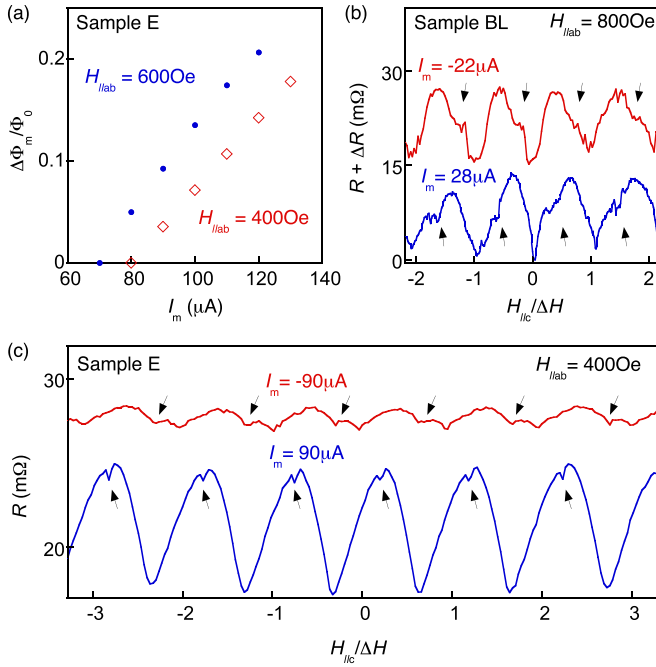 (a)
Sample E
0.2
0.1
0
ΔΦm/Φ0
H//ab = 600Oe
H//ab = 400Oe
60
80
100
120
140
Im (μA)
(b)
Sample BL
H//ab = 800Oe
Im = -22μA
30
15
0
R + ΔR (mΩ)
Im = 28μA
-2
-1
0
1
2
H//c/ΔH
(c)
Sample E
H//ab = 400Oe
Im = -90μA
30
20
R (mΩ)
Im = 90μA
-3
-2
-1
0
1
2
3
H//c/ΔH